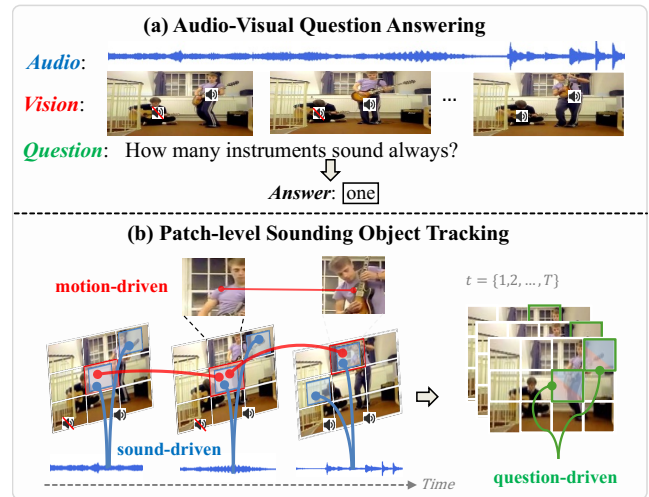 (a) Audio-Visual Question Answering
Audio:
Vision:
...
Question: How many instruments sound always?
Answer: one
(b) Patch-level Sounding Object Tracking
motion-driven
t = {1,2, ..., T}
sound-driven
Time
question-driven